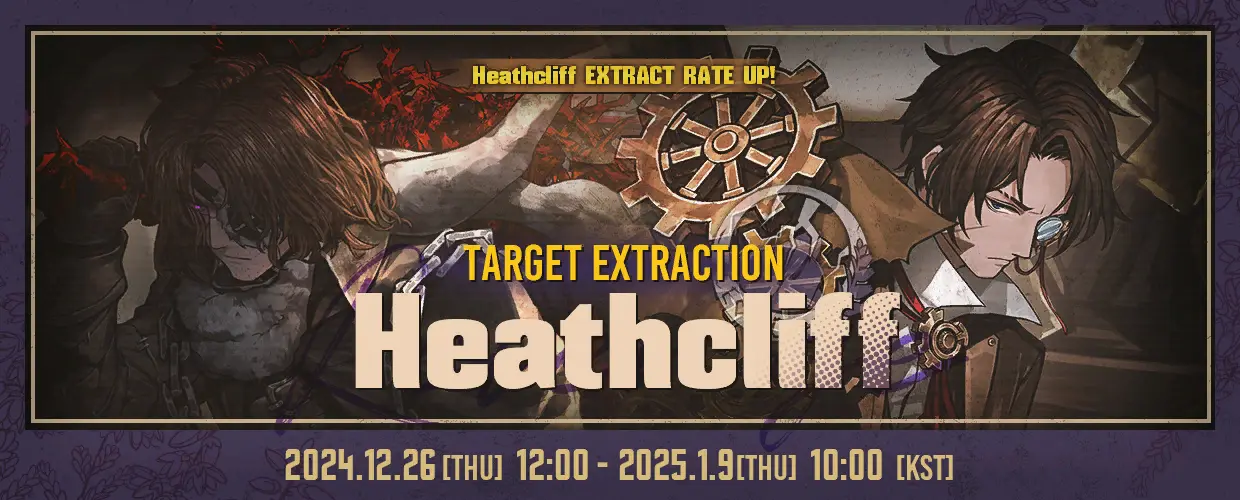 Heathcliff EXTRACT RATE UP!
TARGET EXTRACTION
Heathcliff
2024.12.26 [THU] 12:00 - 2025.1.9[THU] 10:00 [KST]